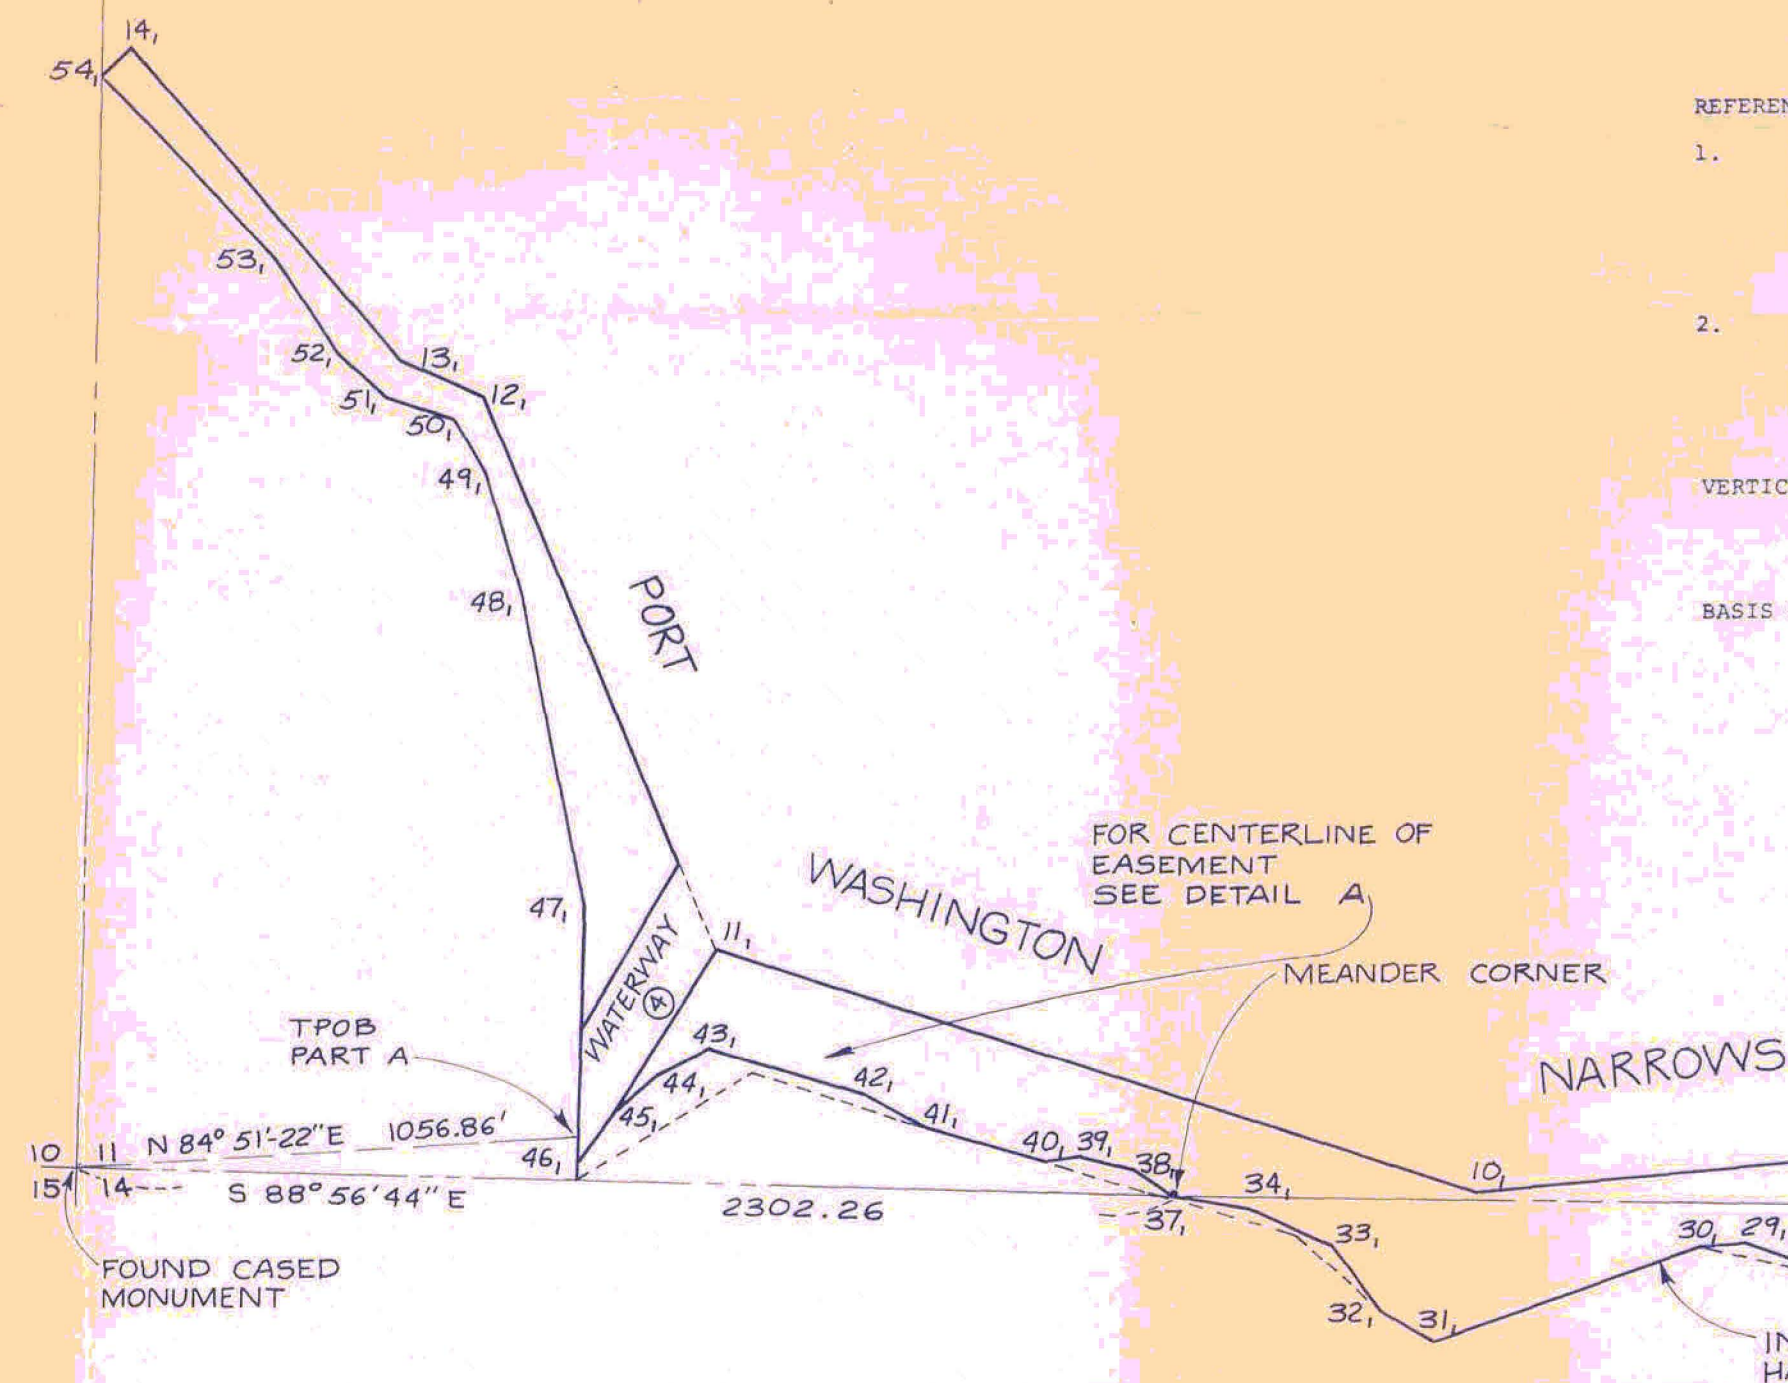 14,
54,
REFEREN
1.
53,
2.
52,
13,
51,
12,
50,
49,
VERTIC
48,
BASIS
PORT
FOR CENTERLINE OF
EASEMENT
SEE DETAIL A
WASHINGTON
47,
11,
MEANDER CORNER
WATERWAY
4
TPOB
PART A
43,
NARROWS
44,
42,
45,
41,
N 84° 51'-22" E 1056.86'
46,
40, 39,
38,
10 11
15 14
S 88° 56' 44" E
2302.26
37,
34,
10,
33,
30, 29,
FOUND CASED
MONUMENT
32,
31,
IN
HA